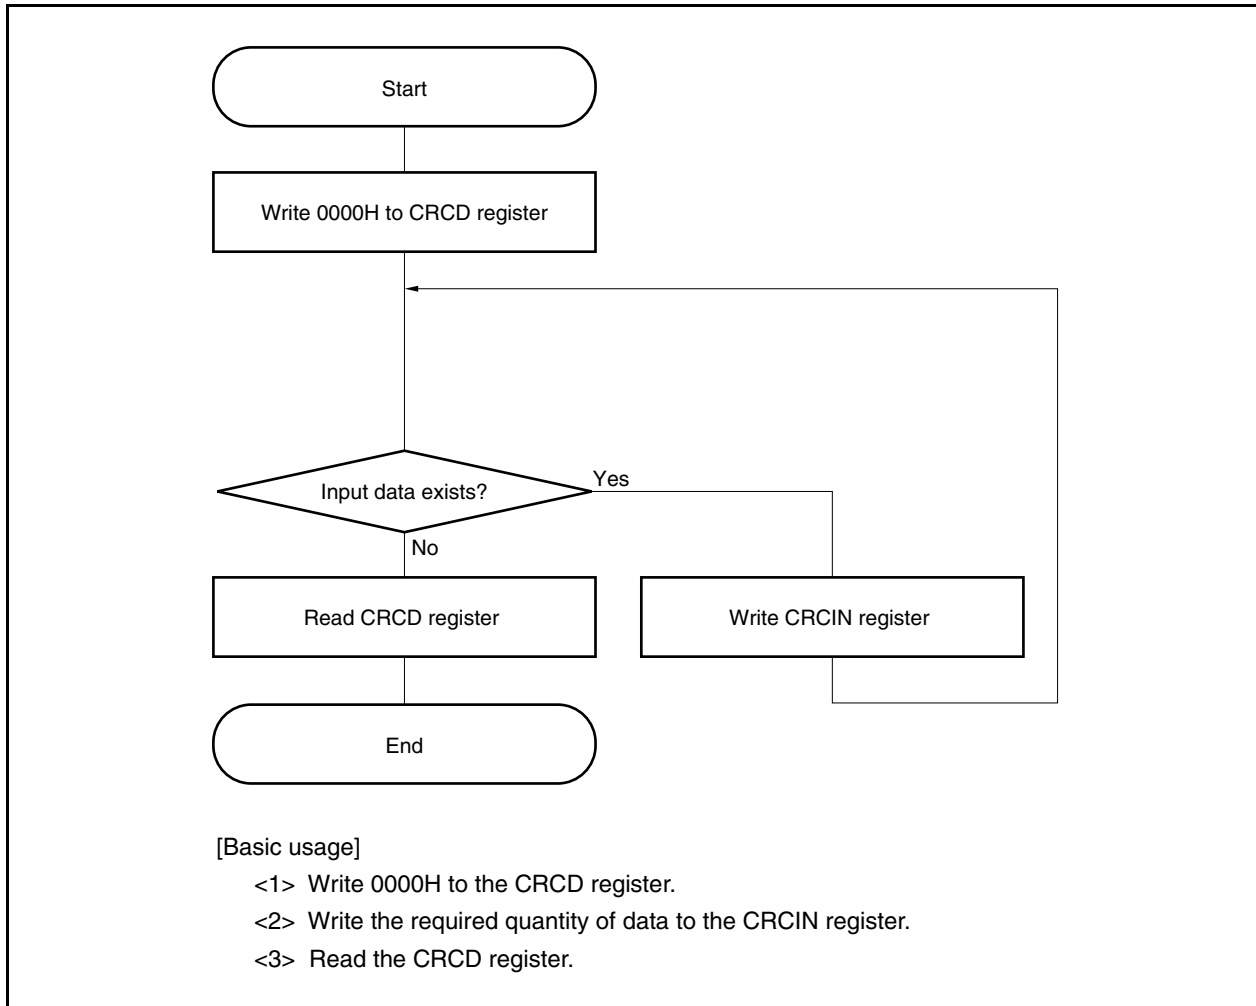 Start
Write 0000H to CRCD register
Input data exists?
Yes
No
Read CRCD register
Write CRCIN register
End
[Basic usage]
<1> Write 0000H to the CRCD register.
<2> Write the required quantity of data to the CRCIN register.
<3> Read the CRCD register.